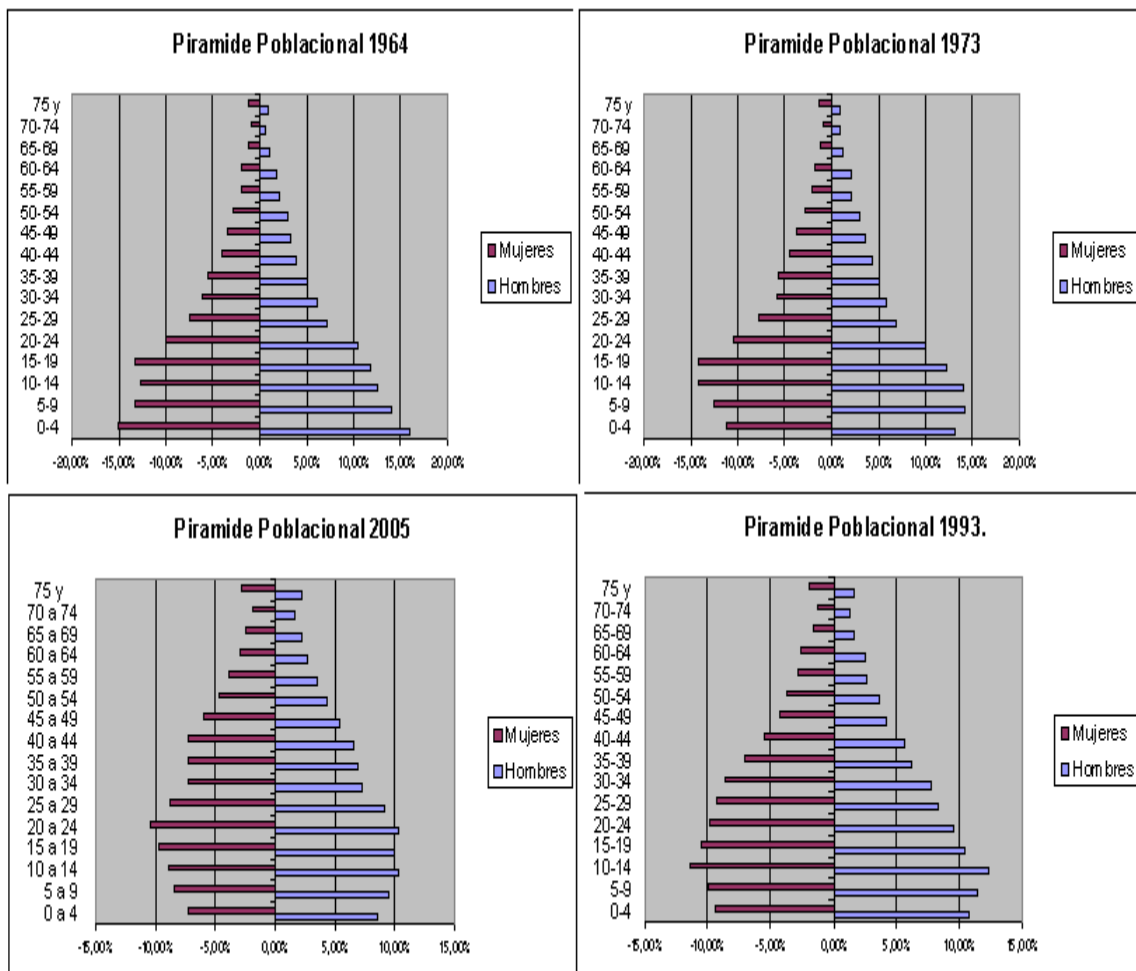 Piramide Poblacional 1964
75 y
70-74
65-69
60-64
55-59
50-54
45-49
40-44
35-39
30-34
25-29
20-24
15-19
10-14
5-9
0-4
-20,00% -15,00% -10,00% -5,00% 0,00% 5,00% 10,00% 15,00% 20,00%
Mujeres
Hombres
Piramide Poblacional 1973
75 y
70-74
65-69
60-64
55-59
50-54
45-49
40-44
35-39
30-34
25-29
20-24
15-19
10-14
5-9
0-4
-20,00% -15,00% -10,00% -5,00% 0,00% 5,00% 10,00% 15,00% 20,00%
Mujeres
Hombres
Piramide Poblacional 2005
75 y
70 a 74
65 a 69
60 a 64
55 a 59
50 a 54
45 a 49
40 a 44
35 a 39
30 a 34
25 a 29
20 a 24
15 a 19
10 a 14
5 a 9
0 a 4
-15,00% -10,00% -5,00% 0,00% 5,00% 10,00% 15,00%
Mujeres
Hombres
Piramide Poblacional 1993.
75 y
70-74
65-69
60-64
55-59
50-54
45-49
40-44
35-39
30-34
25-29
20-24
15-19
10-14
5-9
0-4
-15,00% -10,00% -5,00% 0,00% 5,00% 10,00% 15,00%
Mujeres
Hombres